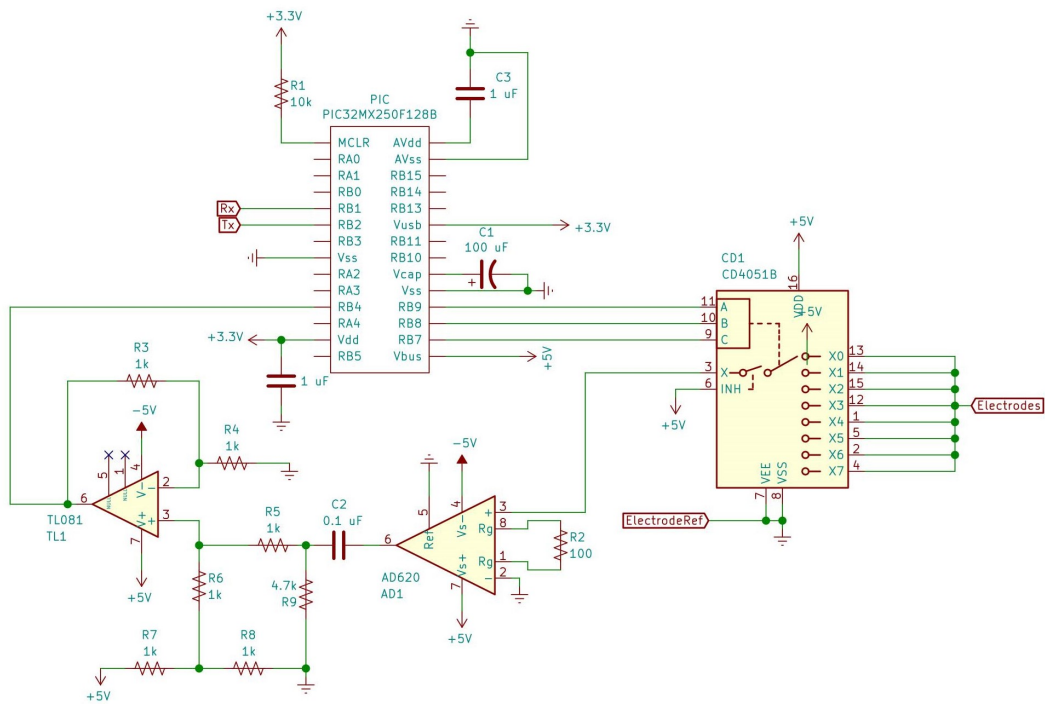 +3.3V
R1
10k
C3
1 uF
PIC
PIC32MX250F128B
MCLR
RA0
RA1
RB0
RB1
RB2
RB3
Vss
RA2
RA3
RB4
RA4
Vdd
RB5
AVdd
AVss
RB15
RB14
RB13
Vusb
RB11
RB10
Vcap
Vss
RB9
RB8
RB7
Vbus
Rx
Tx
+3.3V
C1
100 uF
+
+5V
+3.3V
1 uF
CD1
CD4051B
+5V
16
VDD
+5V
11
A
10
B
9
C
3
X
6
INH
+5V
X0
13
X1
14
X2
15
X3
12
X4
1
X5
5
X6
2
X7
4
Electrodes
VEE
VSS
7
8
ElectrodeRef
R3
1k
-5V
R4
1k
5
1
4
NULL
NULL
V-
2
-
6
3
+
V+
7
TL081
TL1
+5V
R5
1k
C2
0.1 uF
R6
1k
4.7k
R9
R7
1k
R8
1k
+5V
-5V
5
4
Ref
Vs-
3
+
8
Rg
R2
100
6
1
Rg
2
-
Vs+
7
AD620
AD1
+5V